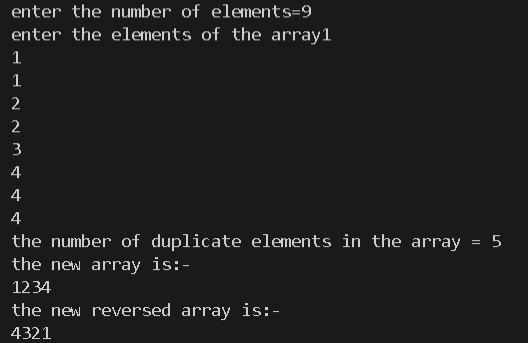 enter the number of elements=9
enter the elements of the array1
1
1
2
2
3
4
4
4
the number of duplicate elements in the array = 5
the new array is:-
1234
the new reversed array is:-
4321